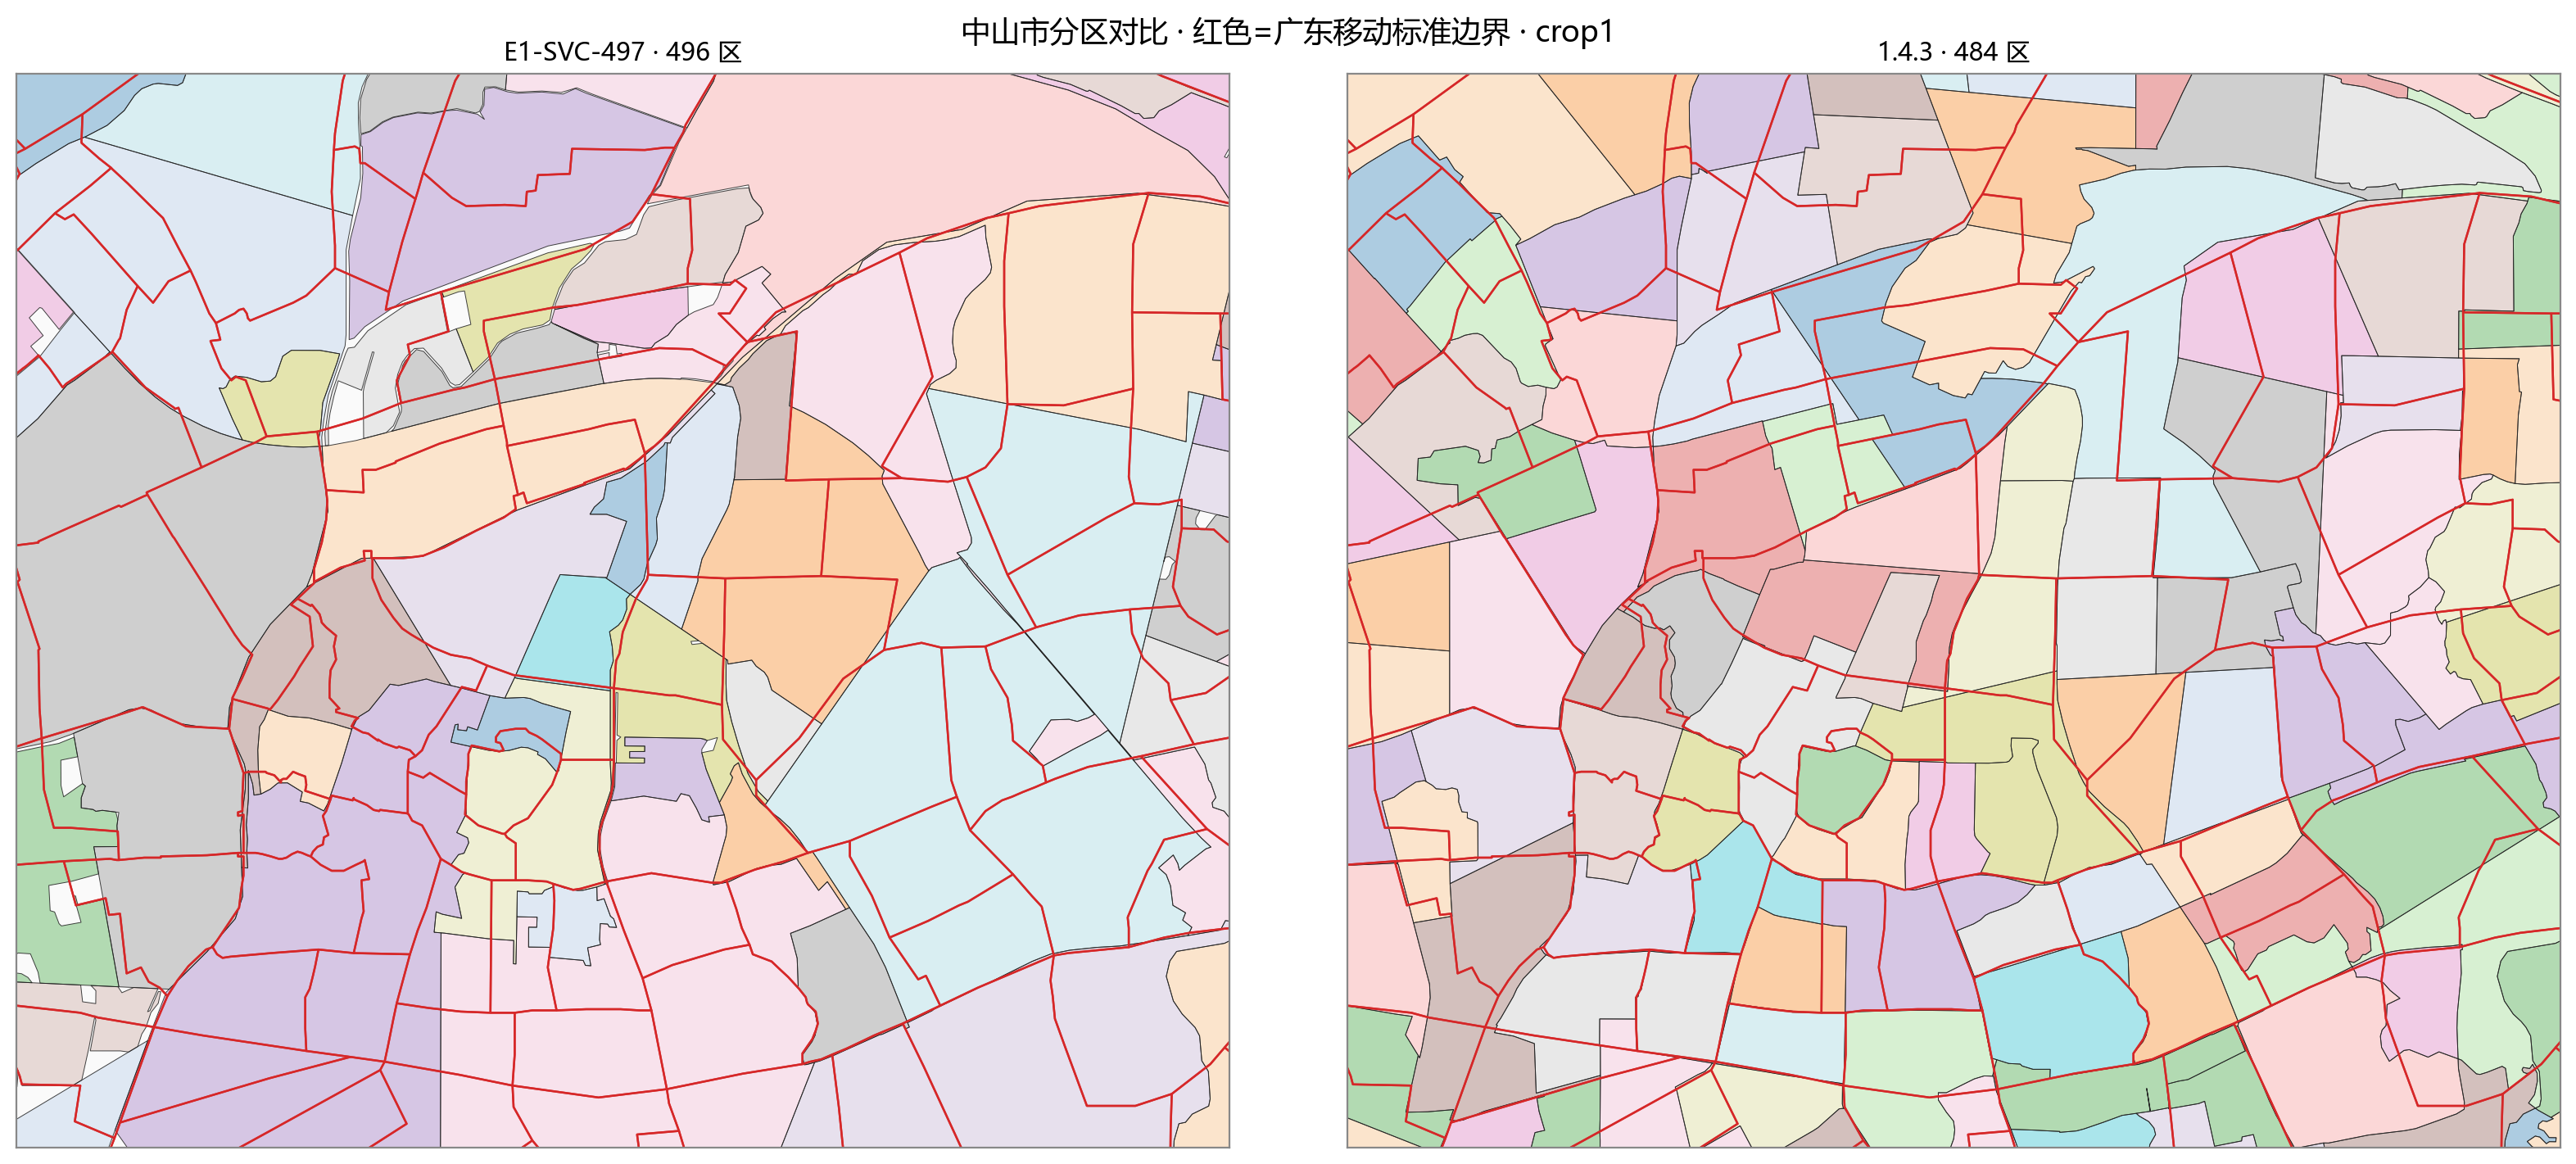 中山市分区对比 · 红色=广东移动标准边界 · crop1
E1-SVC-497 · 496 区
1.4.3 · 484 区